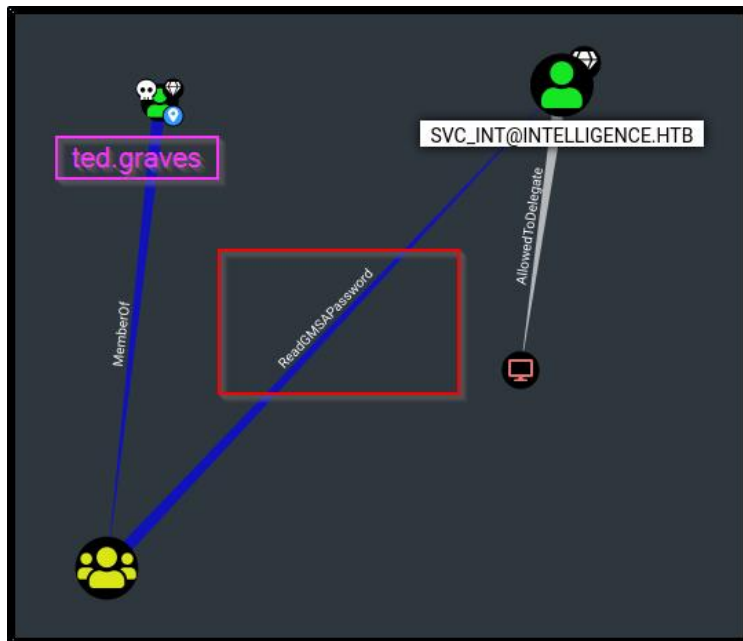 SVC_INT@INTELLIGENCE.HTB
ted.graves
AllowedToDelegate
ReadGMSAPassword
MemberOf